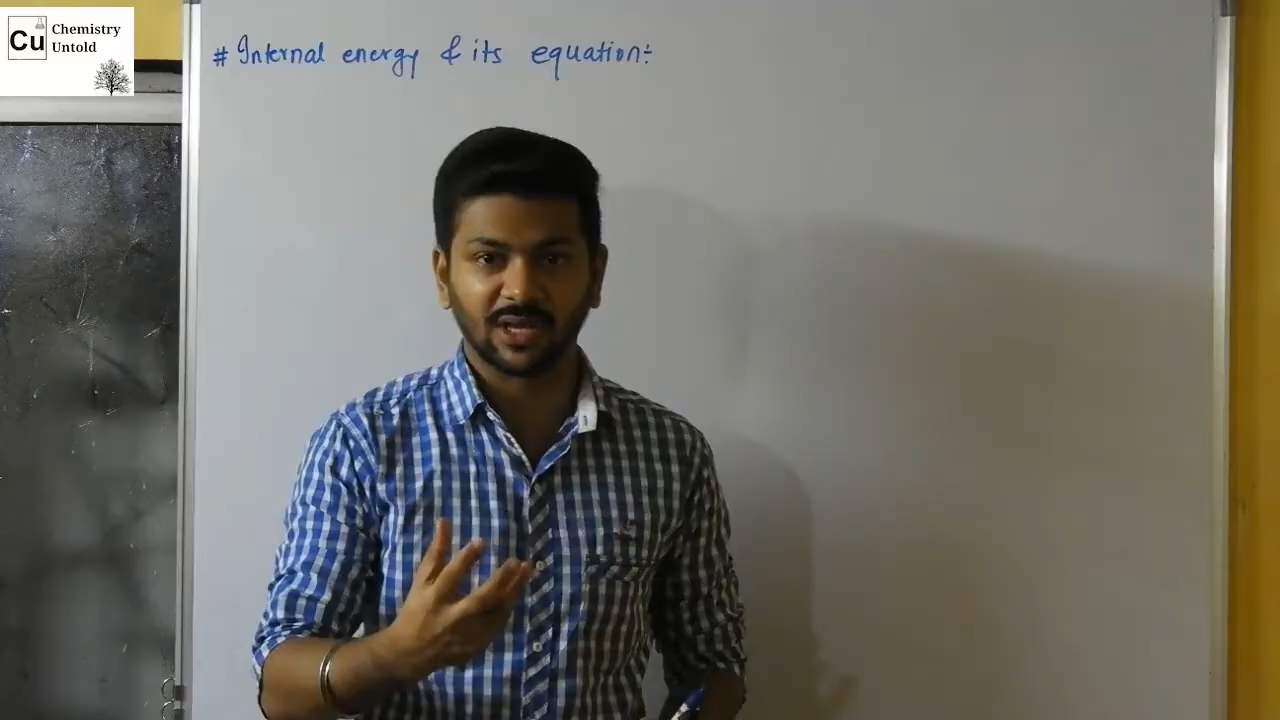 Cu
Chemistry
Untold
# Internal energy & its equation:-